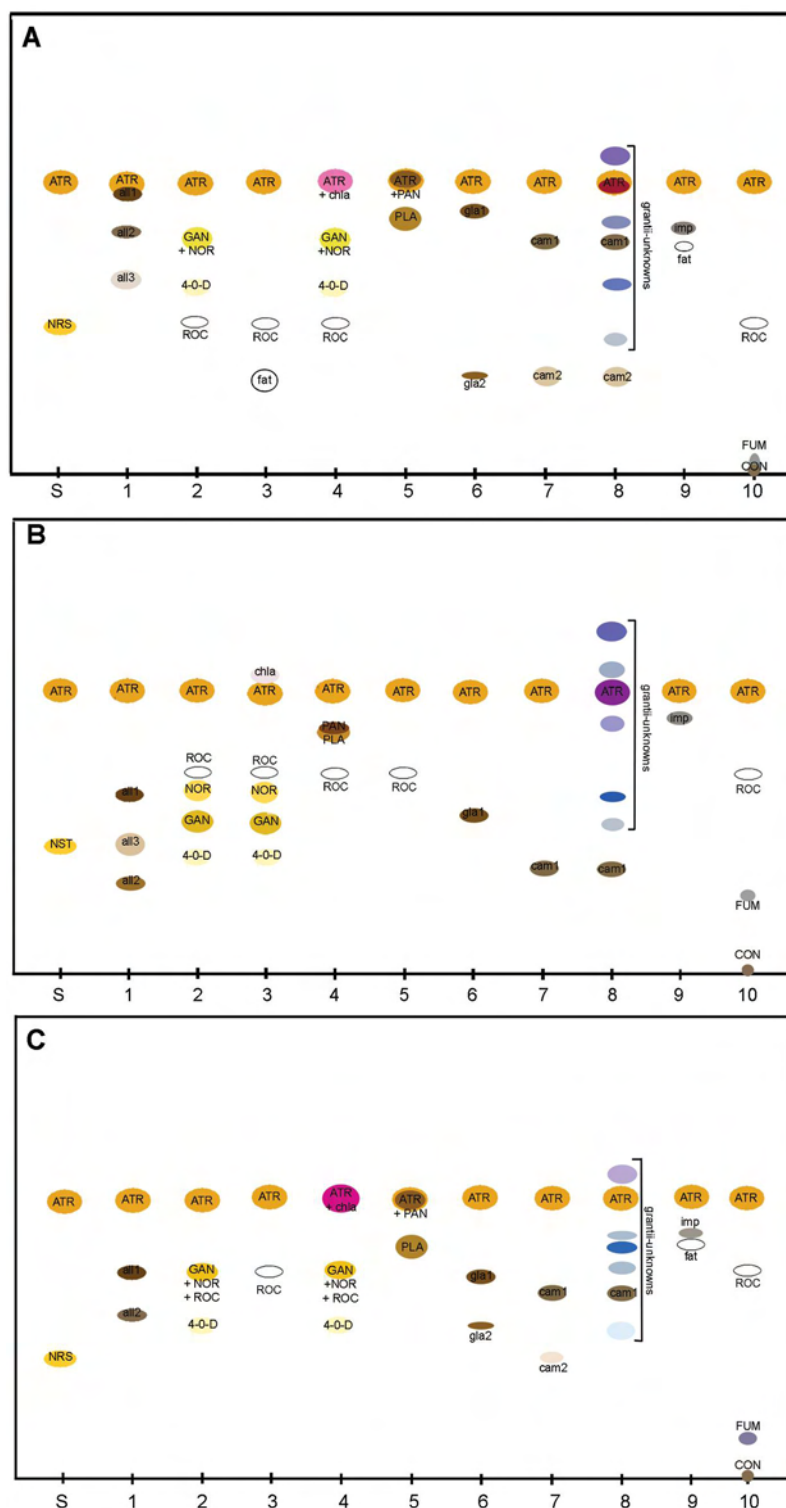 A
ATR ATR ATR ATR ATR ATR ATR ATR ATR ATR
all1 + chla +PAN
PLA gla1
all2 GAN GAN cam1 cam1 imp
+ NOR +NOR fat
all3 4-0-D 4-0-D
NRS ROC ROC ROC ROC
fat gla2 cam2 cam2
grantii-unknowns
FUM
CON
S 1 2 3 4 5 6 7 8 9 10
B
chla
ATR ATR ATR ATR ATR ATR ATR ATR ATR ATR ATR
PAN imp
PLA
ROC ROC
ROC ROC ROC
all1 NOR NOR
gla1
GAN GAN
NST all3 4-0-D 4-0-D
all2 cam1 cam1
grantii-unknowns
FUM
CON
S 1 2 3 4 5 6 7 8 9 10
C
ATR ATR ATR ATR ATR ATR ATR ATR ATR ATR ATR
+ chla + PAN
imp
PLA fat
all1 GAN GAN gla1
+ NOR ROC +NOR ROC
+ ROC + ROC cam1 cam1
all2 4-0-D 4-0-D gla2
NRS cam2
grantii-unknowns
FUM
CON
S 1 2 3 4 5 6 7 8 9 10